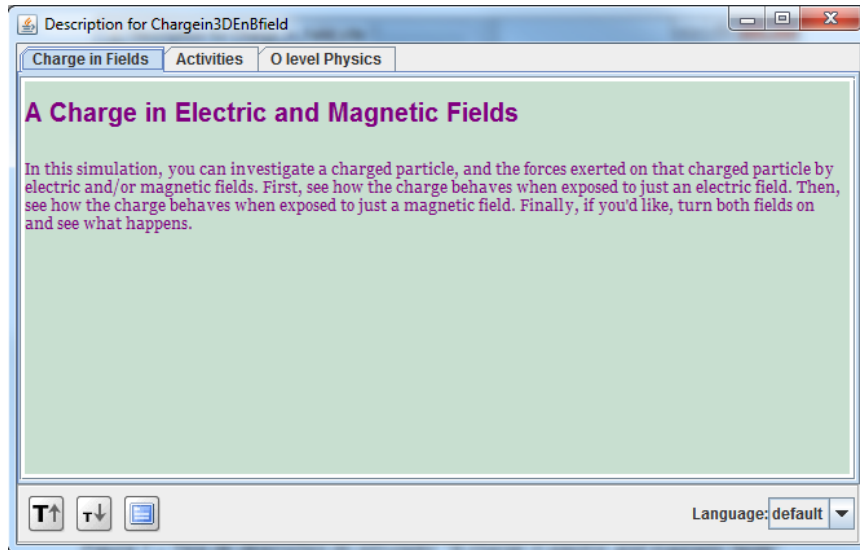 Description for Chargein3DEnBfield
Charge in Fields Activities O level Physics
A Charge in Electric and Magnetic Fields
In this simulation, you can investigate a charged particle, and the forces exerted on that charged particle by
electric and/or magnetic fields. First, see how the charge behaves when exposed to just an electric field. Then,
see how the charge behaves when exposed to just a magnetic field. Finally, if you'd like, turn both fields on
and see what happens.
T↑ T↓ Language: default